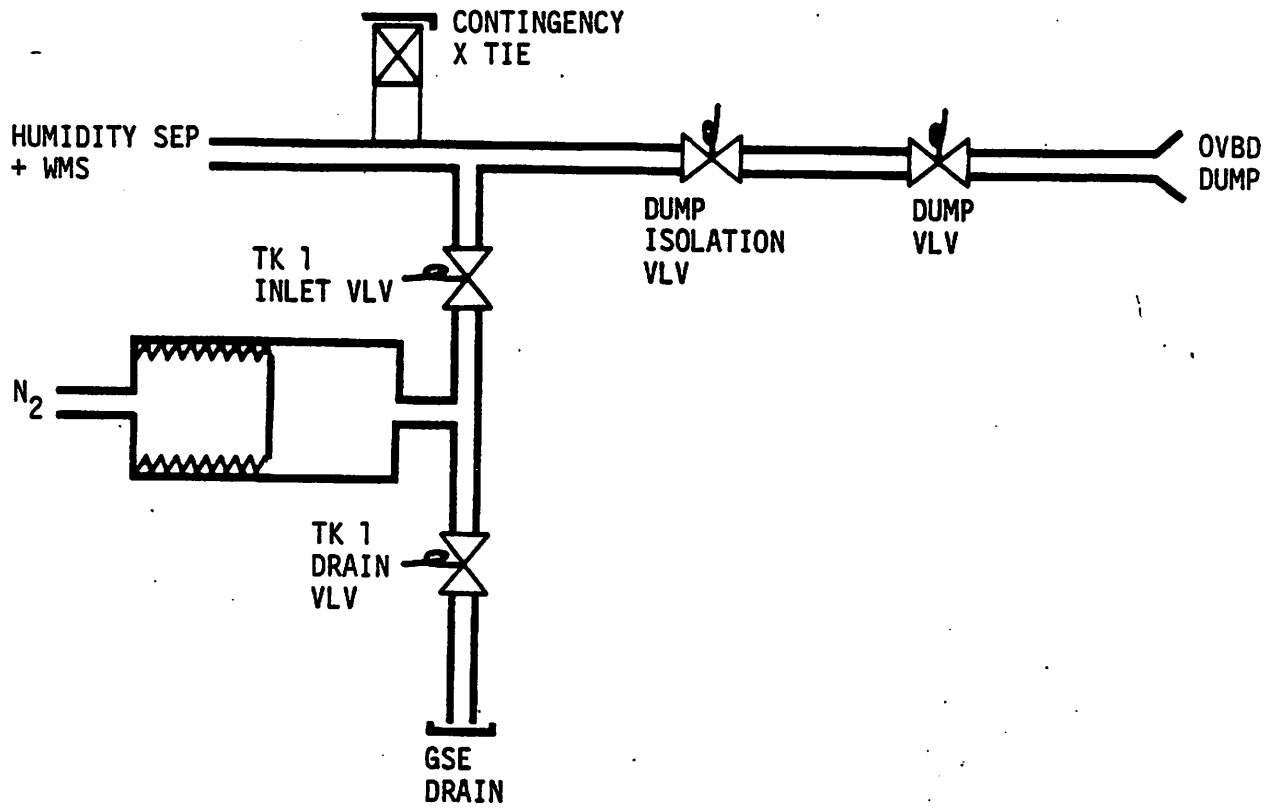 CONTINGENCY
X TIE
HUMIDITY SEP
+ WMS
OVBD
DUMP
DUMP
ISOLATION
VLV
DUMP
VLV
TK 1
INLET VLV
N2
TK 1
DRAIN
VLV
GSE
DRAIN